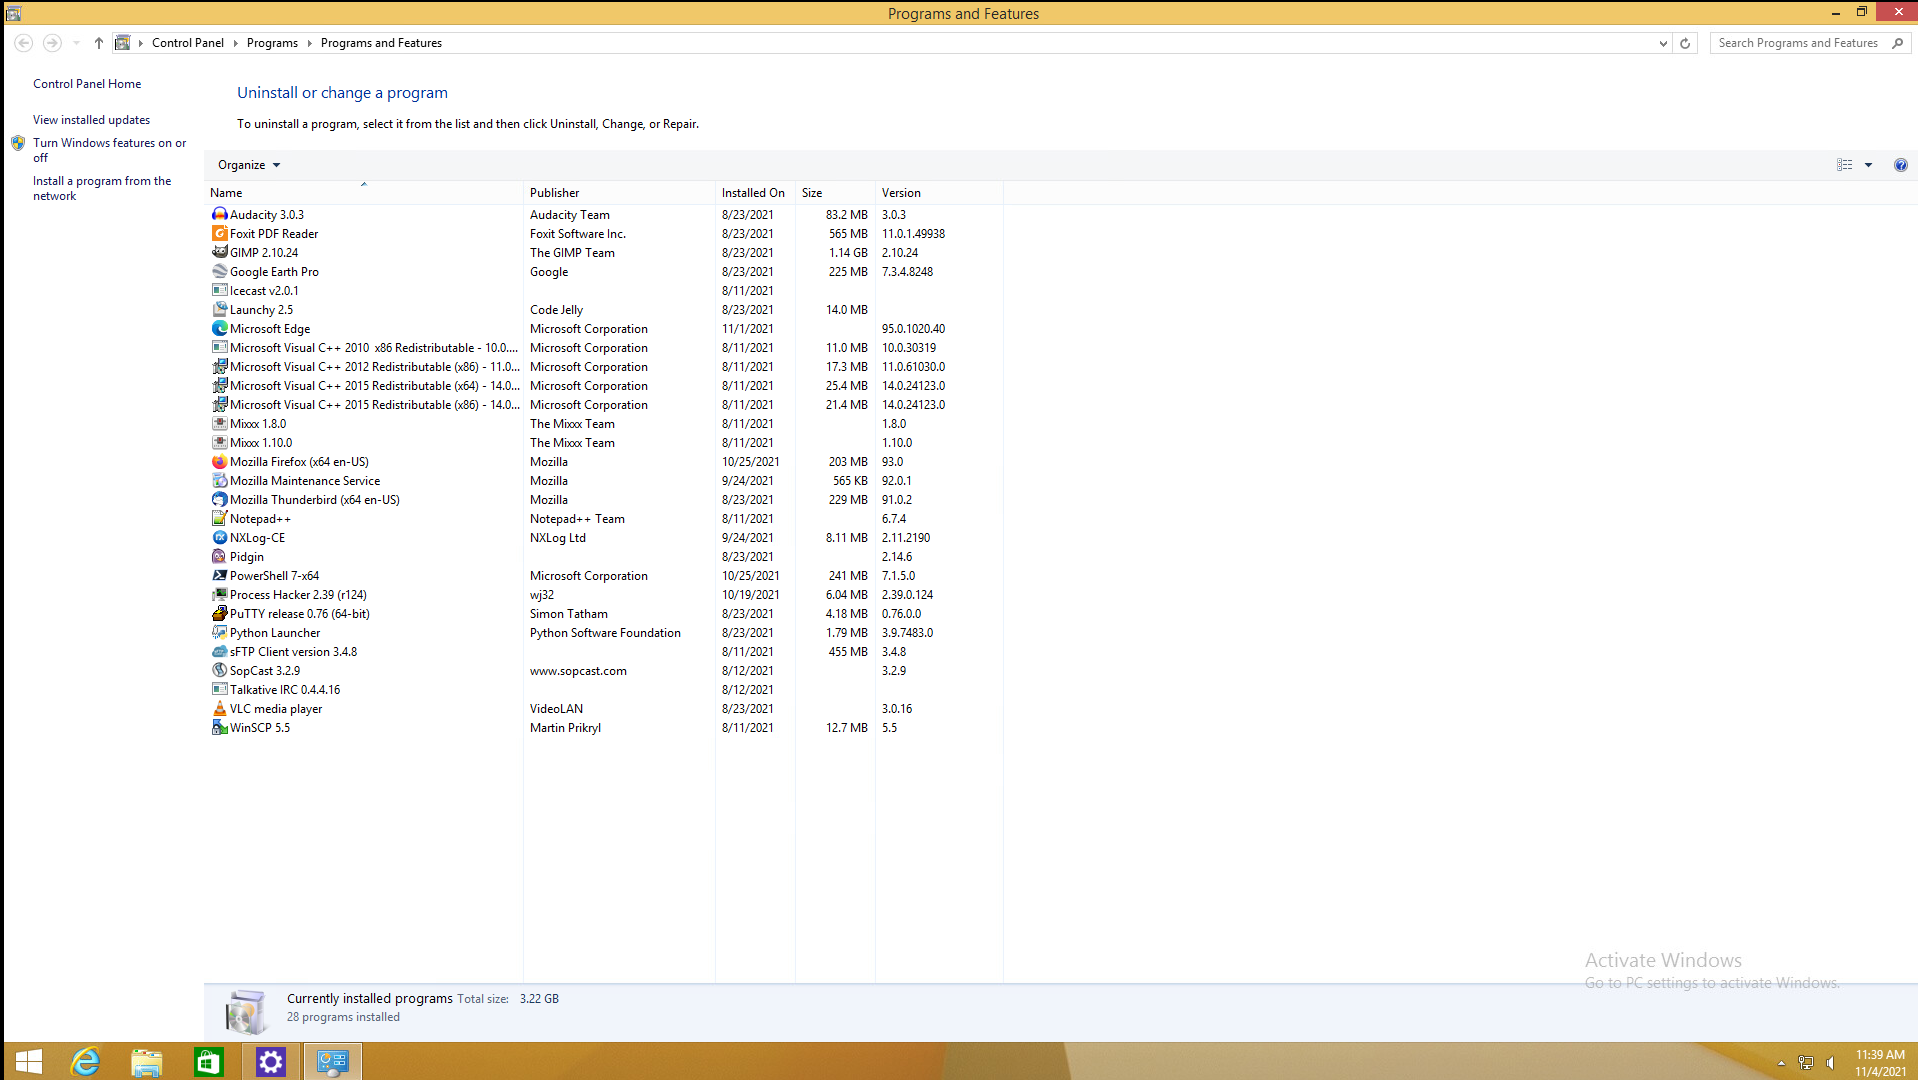 Programs and Features
Control Panel Programs Programs and Features
Search Programs and Features
Control Panel Home
View installed updates
Turn Windows features on or
off
Install a program from the
network
Uninstall or change a program
To uninstall a program, select it from the list and then click Uninstall, Change, or Repair.
Organize
Name Publisher Installed On Size Version
Audacity 3.0.3 Audacity Team 8/23/2021 83.2 MB 3.0.3
Foxit PDF Reader Foxit Software Inc. 8/23/2021 565 MB 11.0.1.49938
GIMP 2.10.24 The GIMP Team 8/23/2021 1.14 GB 2.10.24
Google Earth Pro Google 8/23/2021 225 MB 7.3.4.8248
Icecast v2.0.1 8/11/2021
Launchy 2.5 Code Jelly 8/23/2021 14.0 MB
Microsoft Edge Microsoft Corporation 11/1/2021 95.0.1020.40
Microsoft Visual C++ 2010 x86 Redistributable - 10.0.... Microsoft Corporation 8/11/2021 11.0 MB 10.0.30319
Microsoft Visual C++ 2012 Redistributable (x86) - 11.0... Microsoft Corporation 8/11/2021 17.3 MB 11.0.61030.0
Microsoft Visual C++ 2015 Redistributable (x64) - 14.0... Microsoft Corporation 8/11/2021 25.4 MB 14.0.24123.0
Microsoft Visual C++ 2015 Redistributable (x86) - 14.0... Microsoft Corporation 8/11/2021 21.4 MB 14.0.24123.0
Mixxx 1.8.0 The Mixxx Team 8/11/2021 1.8.0
Mixxx 1.10.0 The Mixxx Team 8/11/2021 1.10.0
Mozilla Firefox (x64 en-US) Mozilla 10/25/2021 203 MB 93.0
Mozilla Maintenance Service Mozilla 9/24/2021 565 KB 92.0.1
Mozilla Thunderbird (x64 en-US) Mozilla 8/23/2021 229 MB 91.0.2
Notepad++ Notepad++ Team 8/11/2021 6.7.4
NXLog-CE NXLog Ltd 9/24/2021 8.11 MB 2.11.2190
Pidgin 8/23/2021 2.14.6
PowerShell 7-x64 Microsoft Corporation 10/25/2021 241 MB 7.1.5.0
Process Hacker 2.39 (r124) wj32 10/19/2021 6.04 MB 2.39.0.124
PuTTY release 0.76 (64-bit) Simon Tatham 8/23/2021 4.18 MB 0.76.0.0
Python Launcher Python Software Foundation 8/23/2021 1.79 MB 3.9.7483.0
sFTP Client version 3.4.8 8/11/2021 455 MB 3.4.8
SopCast 3.2.9 www.sopcast.com 8/12/2021 3.2.9
Talkative IRC 0.4.4.16 8/12/2021
VLC media player VideoLAN 8/23/2021 3.0.16
WinSCP 5.5 Martin Prikryl 8/11/2021 12.7 MB 5.5
Activate Windows
Go to PC settings to activate Windows.
Currently installed programs Total size: 3.22 GB
28 programs installed
11:39 AM
11/4/2021